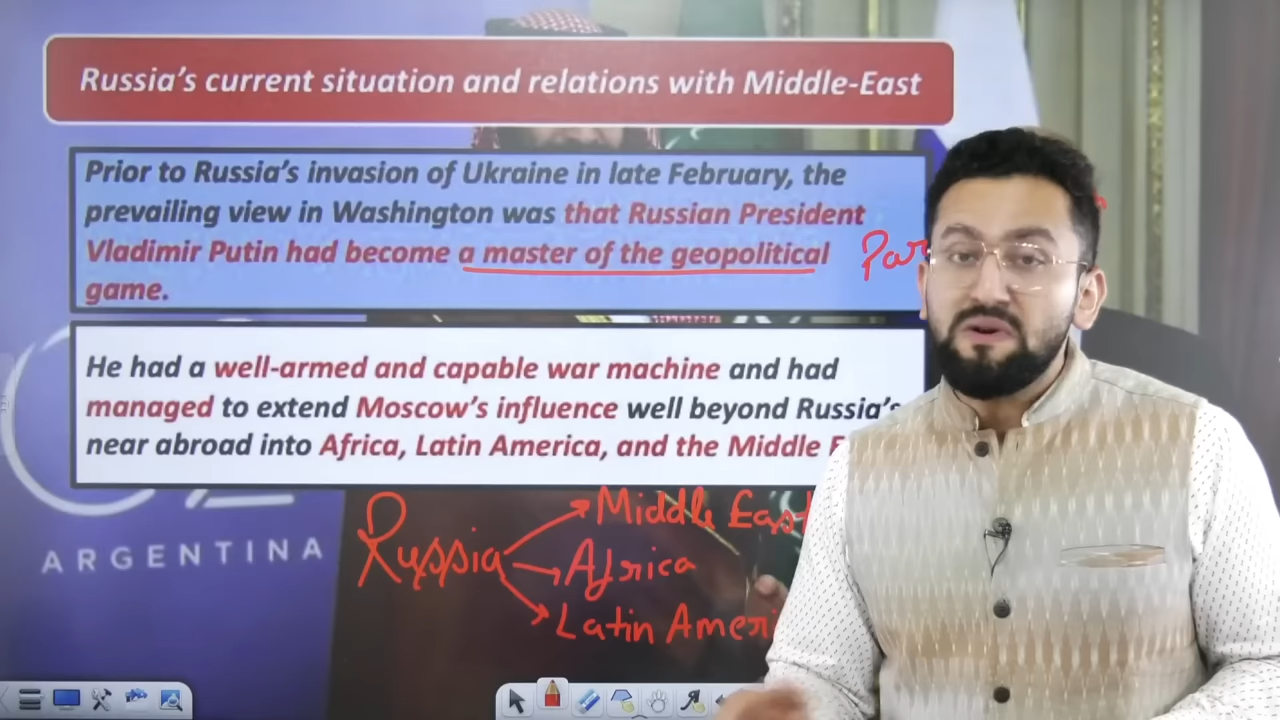 Russia's current situation and relations with Middle-East
Prior to Russia's invasion of Ukraine in late February, the
prevailing view in Washington was that Russian President
Vladimir Putin had become a master of the geopolitical
game.
He had a well-armed and capable war machine and had
managed to extend Moscow's influence well beyond Russia's
near abroad into Africa, Latin America, and the Middle
Russia
Middle East
Africa
Latin
ARGENTINA